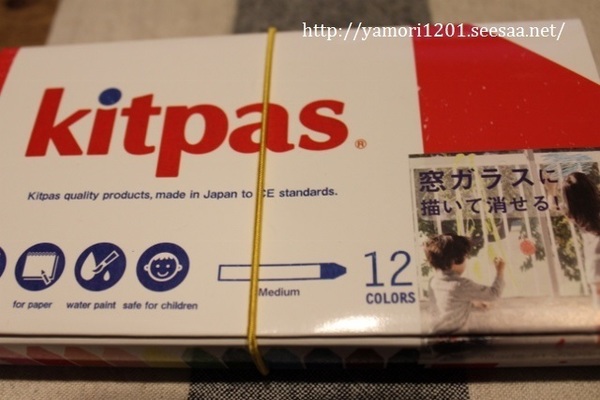 http://yamori1201.seesaa.net/
kitpas®
Kitpas quality products, made in Japan to CE standards.
窓ガラスに
描いて消せる!
for paper
water paint
safe for children
Medium
12
COLORS